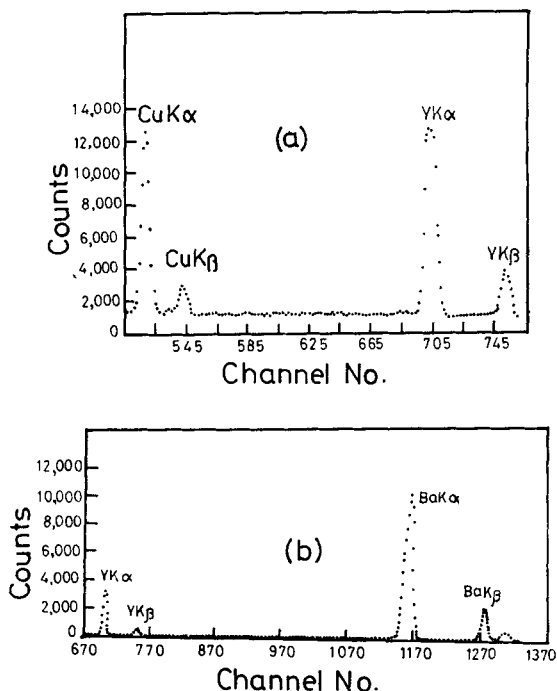 14,000
12,000
10,000
8,000
6,000
4,000
2,000
0
Counts
CuKα
CuKβ
(a)
YKα
YKβ
545 585 625 665 705 745
Channel No.
12,000
10,000
8,000
6,000
4,000
2,000
0
Counts
YKα
YKβ
(b)
BaKα
BaKβ
670 770 870 970 1070 1170 1270 1370
Channel No.